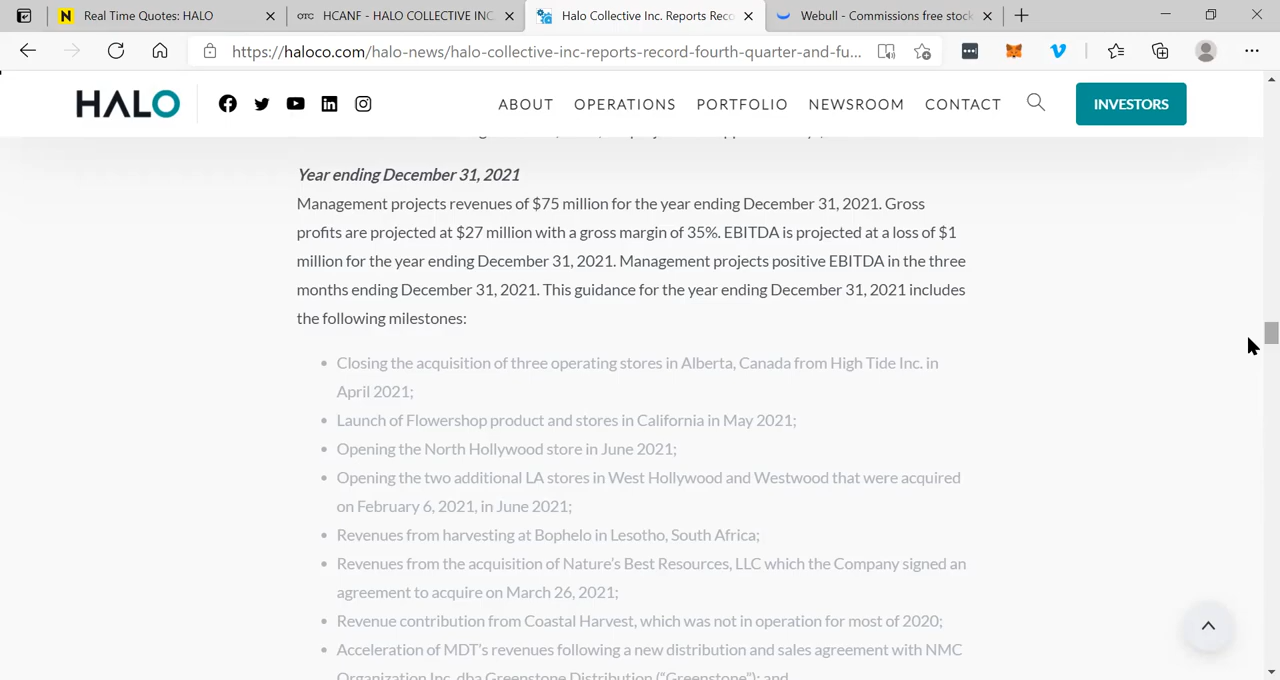 Real Time Quotes: HALO
OTC HCANF - HALO COLLECTIVE INC.
Halo Collective Inc. Reports Reco
Webull - Commissions free stock
https://haloco.com/halo-news/halo-collective-inc-reports-record-fourth-quarter-and-fu...
HALO
ABOUT OPERATIONS PORTFOLIO NEWSROOM CONTACT INVESTORS
Year ending December 31, 2021
Management projects revenues of $75 million for the year ending December 31, 2021. Gross
profits are projected at $27 million with a gross margin of 35%. EBITDA is projected at a loss of $1
million for the year ending December 31, 2021. Management projects positive EBITDA in the three
months ending December 31, 2021. This guidance for the year ending December 31, 2021 includes
the following milestones:
• Closing the acquisition of three operating stores in Alberta, Canada from High Tide Inc. in
April 2021;
• Launch of Flowershop product and stores in California in May 2021;
• Opening the North Hollywood store in June 2021;
• Opening the two additional LA stores in West Hollywood and Westwood that were acquired
on February 6, 2021, in June 2021;
• Revenues from harvesting at Bophelo in Lesotho, South Africa;
• Revenues from the acquisition of Nature's Best Resources, LLC which the Company signed an
agreement to acquire on March 26, 2021;
• Revenue contribution from Coastal Harvest, which was not in operation for most of 2020;
• Acceleration of MDT's revenues following a new distribution and sales agreement with NMC
Organization Inc. dba Greenstone Distribution ("Greenstone"); and